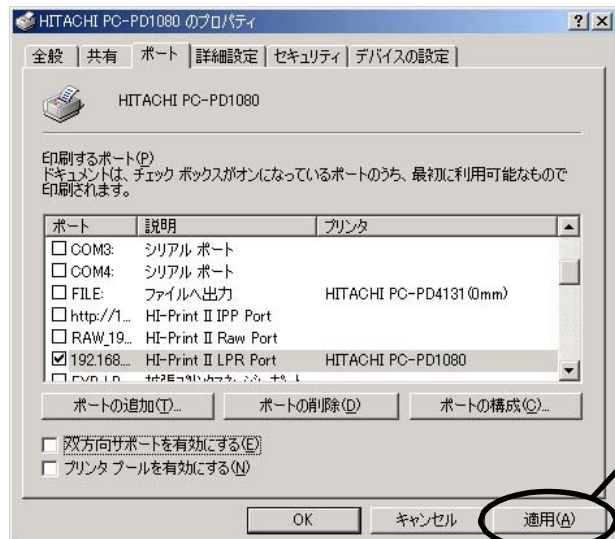 HITACHI PC-PD1080 のプロパティ
全般 共有 ポート 詳細設定 セキュリティ デバイスの設定
HITACHI PC-PD1080
印刷するポート(P)
ドキュメントは、チェック ボックスがオンになっているポートのうち、最初に利用可能なもので
印刷されます。
ポート 説明 プリンタ
COM3: シリアル ポート
COM4: シリアル ポート
FILE: ファイルへ出力 HITACHI PC-PD4131(0mm)
http://1... HI-Print II IPP Port
RAW_19... HI-Print II Raw Port
192.168... HI-Print II LPR Port HITACHI PC-PD1080
ポートの追加(T)... ポートの削除(D) ポートの構成(C)...
双方向サポートを有効にする(E)
プリンタ プールを有効にする(N)
OK キャンセル 適用(A)